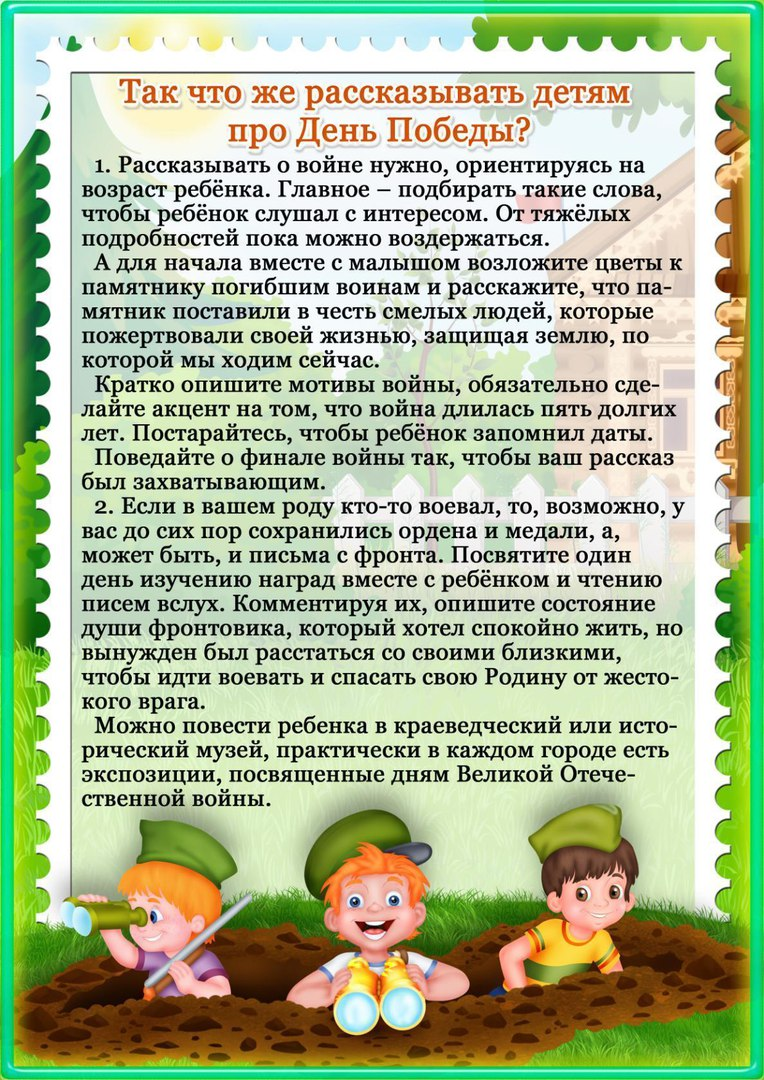 Так что же рассказывать детям
про День Победы?
1. Рассказывать о войне нужно, ориентируясь на
возраст ребёнка. Главное – подбирать такие слова,
чтобы ребёнок слушал с интересом. От тяжёлых
подробностей пока можно воздержаться.
А для начала вместе с малышом возложите цветы к
памятнику погибшим воинам и расскажите, что па-
мятник поставили в честь смелых людей, которые
пожертвовали своей жизнью, защищая землю, по
которой мы ходим сейчас.
Кратко опишите мотивы войны, обязательно сде-
лайте акцент на том, что война длилась пять долгих
лет. Постарайтесь, чтобы ребёнок запомнил даты.
Поведайте о финале войны так, чтобы ваш рассказ
был захватывающим.
2. Если в вашем роду кто-то воевал, то, возможно, у
вас до сих пор сохранились ордена и медали, а,
может быть, и письма с фронта. Посвятите один
день изучению наград вместе с ребёнком и чтению
писем вслух. Комментируя их, опишите состояние
души фронтовика, который хотел спокойно жить, но
вынужден был расстаться со своими близкими,
чтобы идти воевать и спасать свою Родину от жесто-
кого врага.
Можно повести ребенка в краеведческий или исто-
рический музей, практически в каждом городе есть
экспозиции, посвященные дням Великой Отече-
ственной войны.